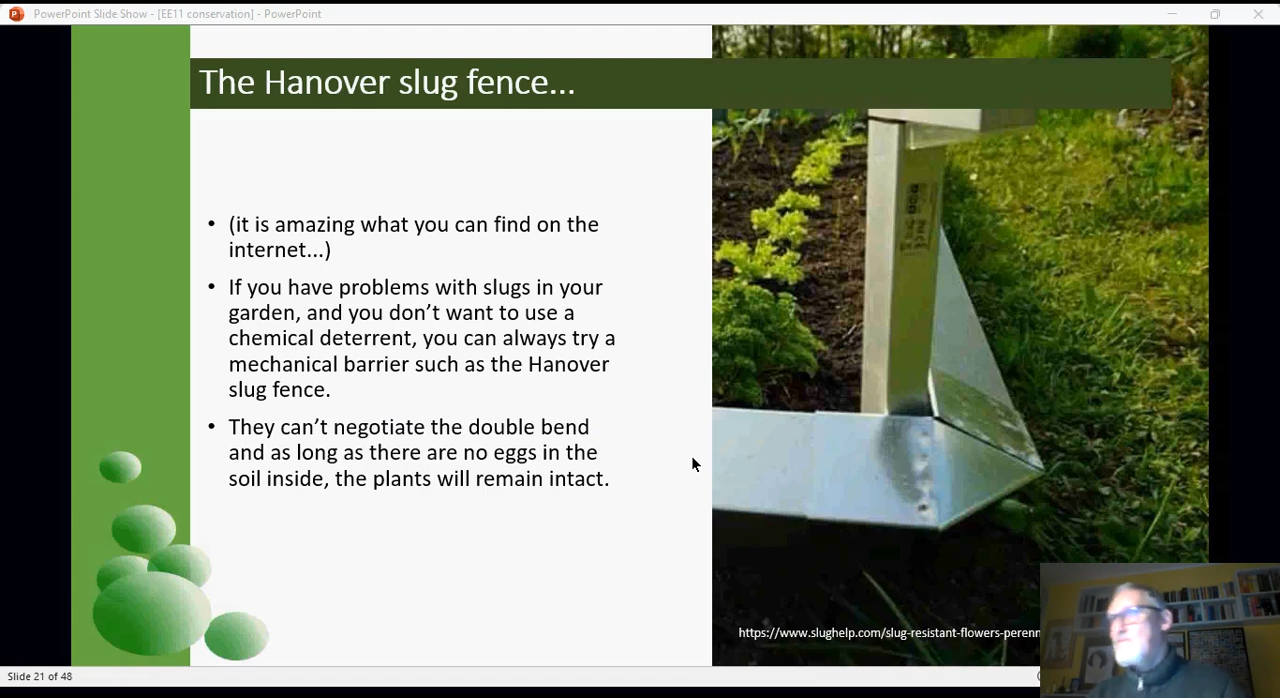 PowerPoint Slide Show - [EE11 conservation] - PowerPoint
The Hanover slug fence...
• (it is amazing what you can find on the
internet...)
• If you have problems with slugs in your
garden, and you don’t want to use a
chemical deterrent, you can always try a
mechanical barrier such as the Hanover
slug fence.
• They can’t negotiate the double bend
and as long as there are no eggs in the
soil inside, the plants will remain intact.
https://www.slughelp.com/slug-resistant-flowers-perenn
Slide 21 of 48